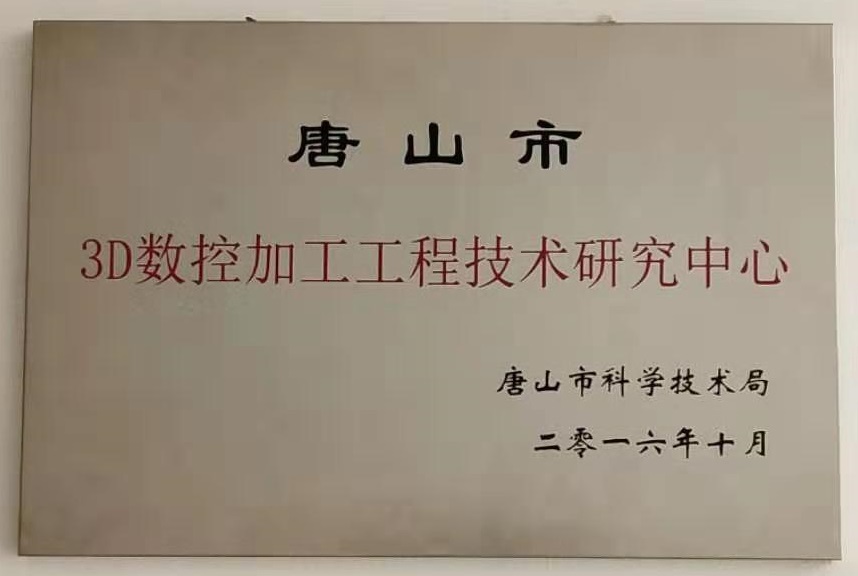 唐山市
3D数控加工工程技术研究中心
唐山市科学技术局
二零一六年十月